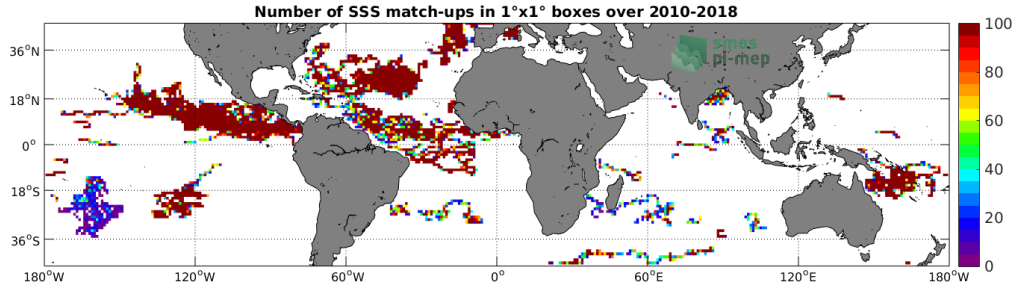 Number of SSS match-ups in 1°x1° boxes over 2010-2018
smos
pi-mep
36°N
18°N
0°
18°S
36°S
180°W 120°W 60°W 0° 60°E 120°E 180°W
100
80
60
40
20
0